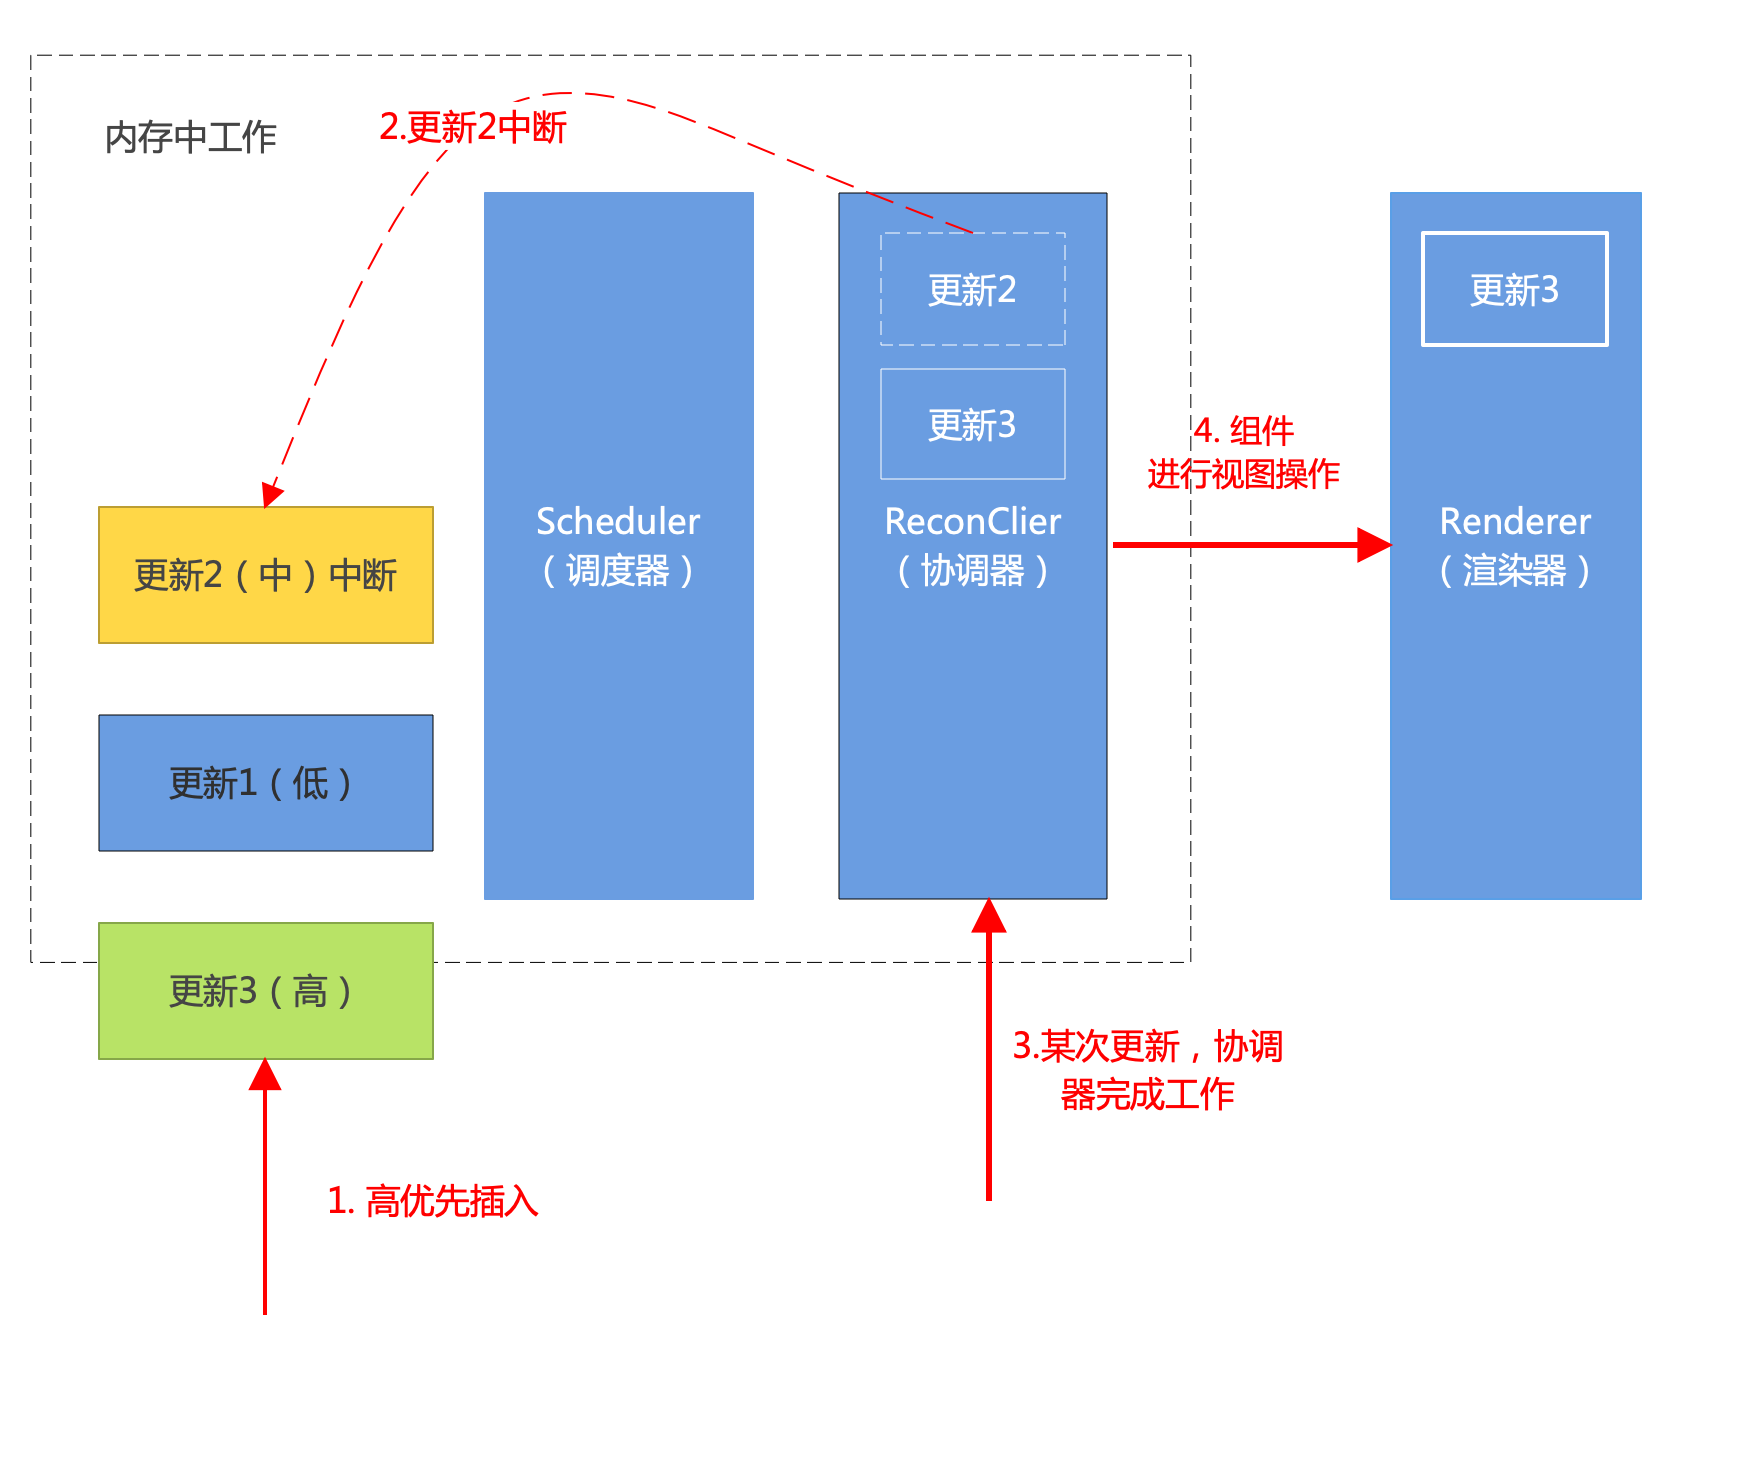 内存中工作
2.更新2中断
更新2
更新3
更新3
4. 组件
进行视图操作
Scheduler
（调度器）
ReconClier
（协调器）
Renderer
（渲染器）
更新2（中）中断
更新1（低）
更新3（高）
3.某次更新，协调
器完成工作
1. 高优先插入